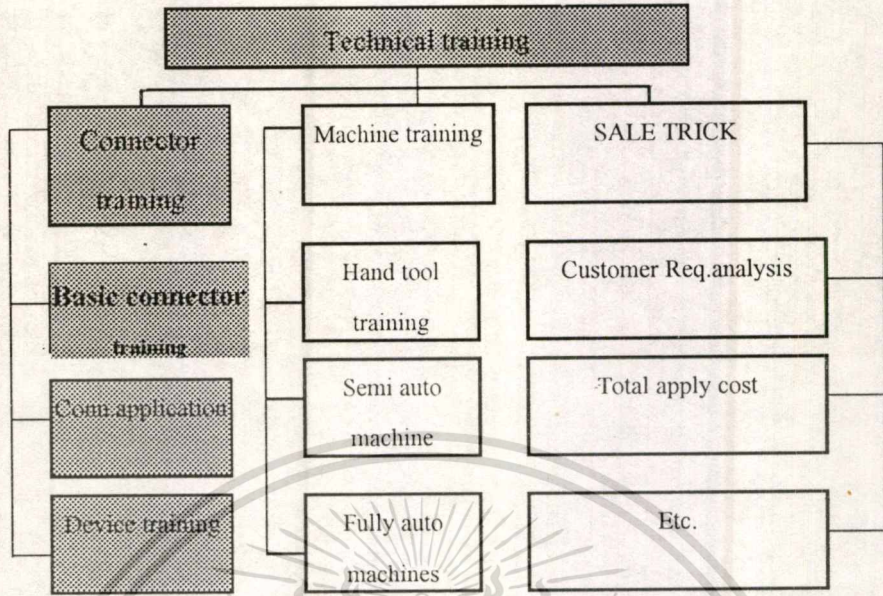 Technical training
Connector
training
Machine training
SALE TRICK
Basic connector
training
Hand tool
training
Customer Req.analysis
Conn.application
Semi auto
machine
Total apply cost
Device training
Fully auto
machines
Etc.